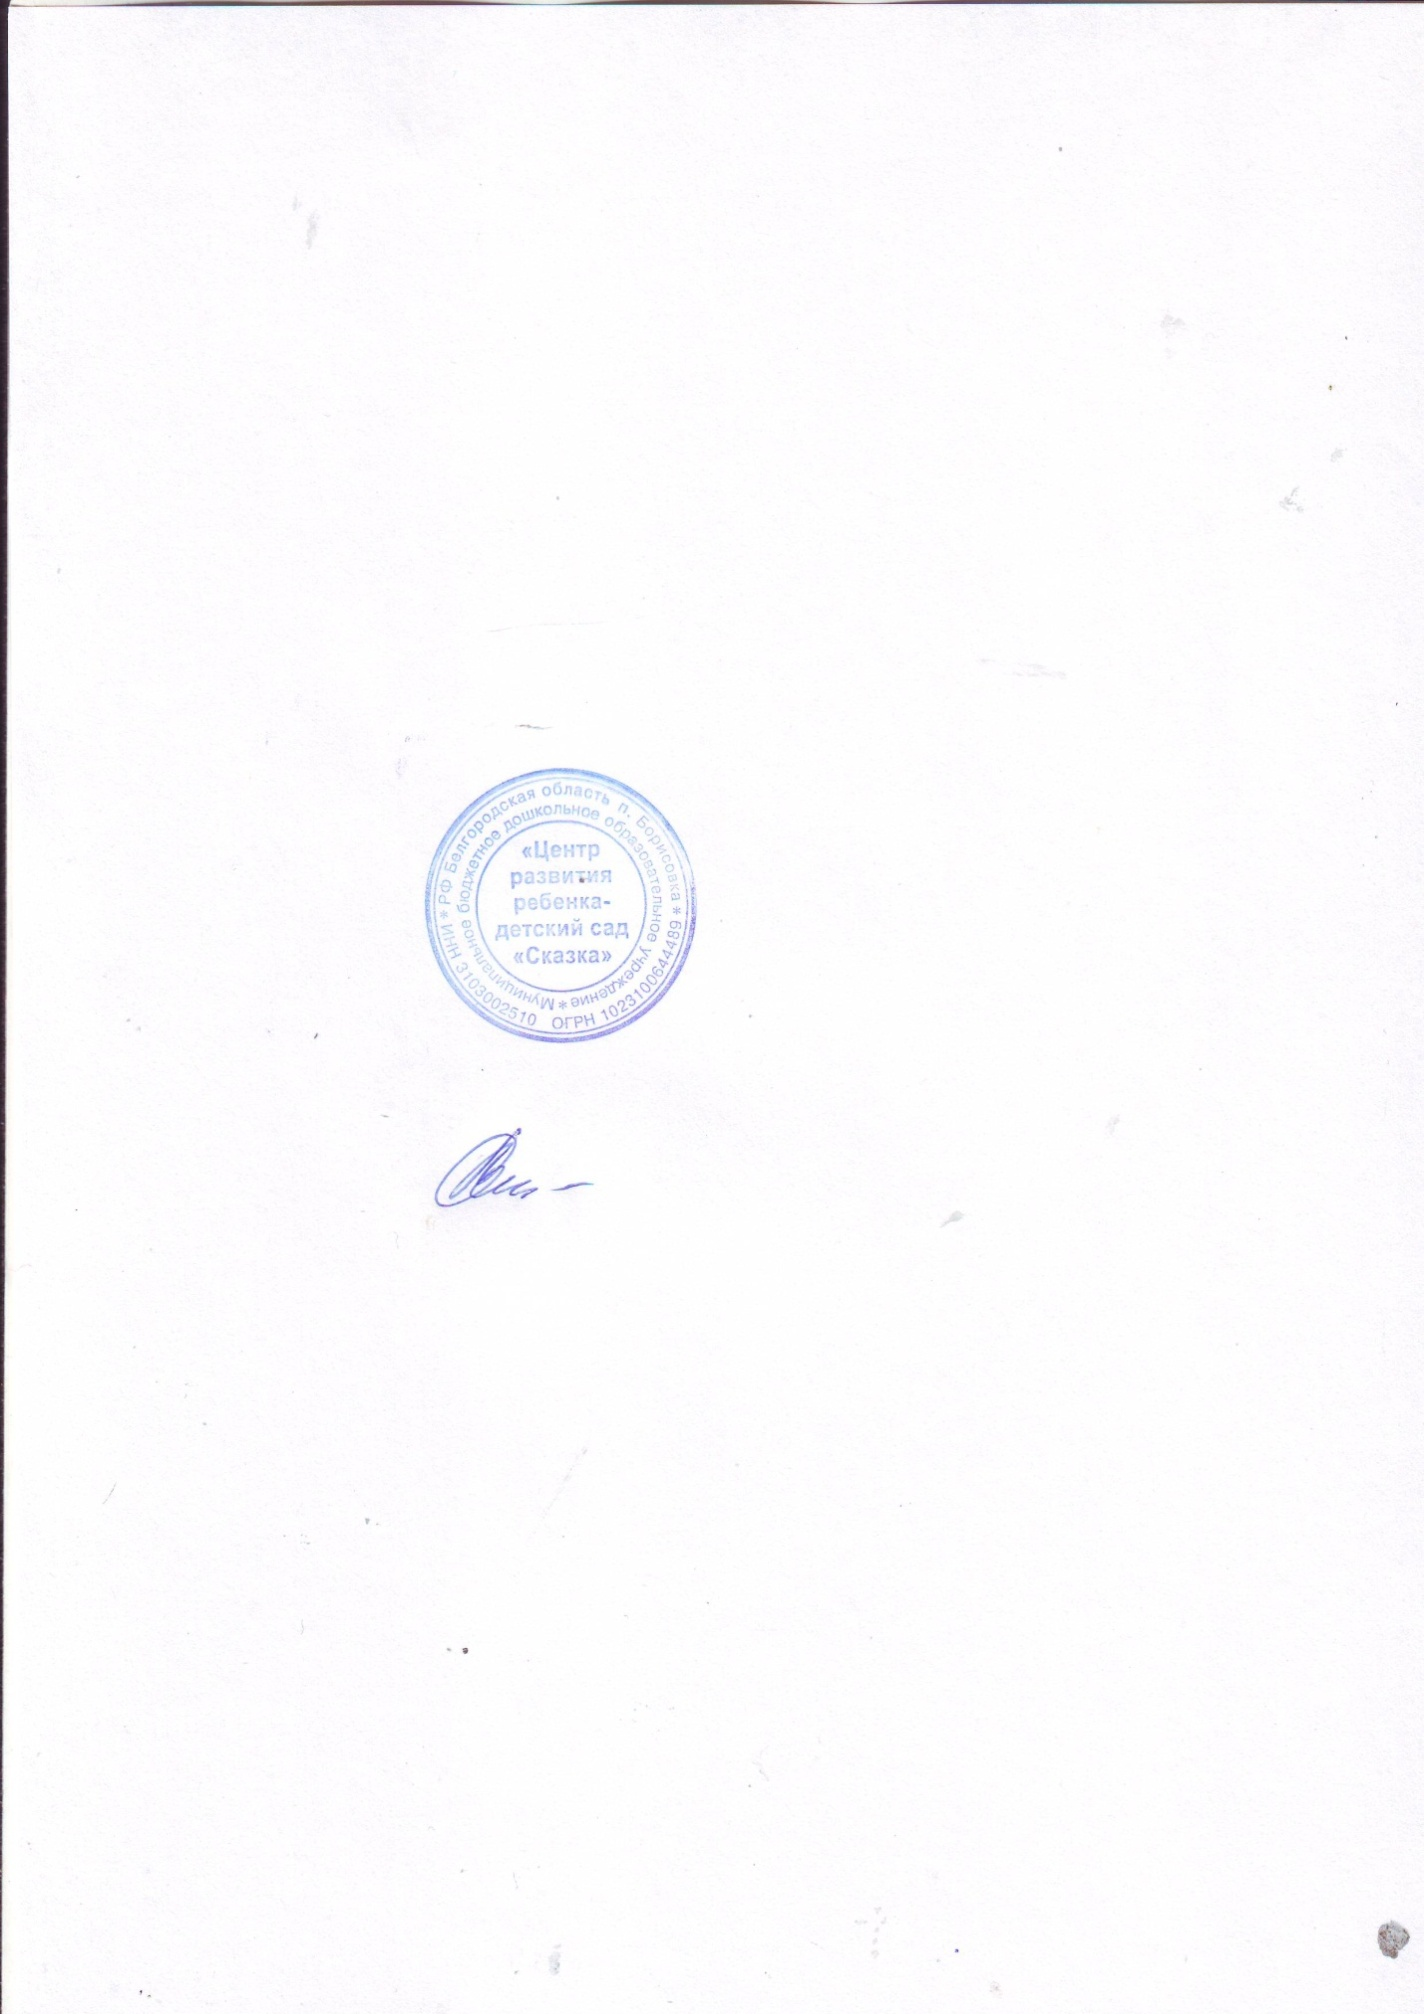 * РФ Белгородская область п. Борисовка *
ИНН 3103002510 ОГРН 1023100644489
* Муниципальное бюджетное дошкольное образовательное учреждение
«Центр
развития
ребенка-
детский сад
«Сказка»